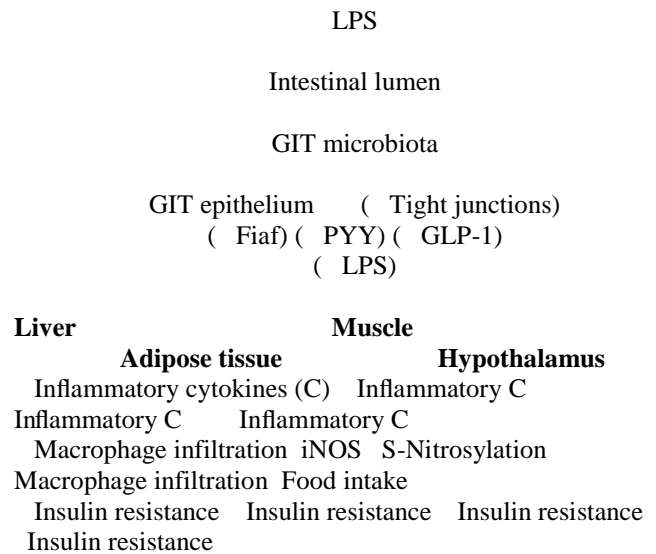 LPS
Intestinal lumen
GIT microbiota
GIT epithelium ( Tight junctions)
( Fiaf) ( PYY) ( GLP-1)
( LPS)
Liver Muscle
Adipose tissue Hypothalamus
Inflammatory cytokines (C) Inflammatory C
Inflammatory C Inflammatory C
Macrophage infiltration iNOS S-Nitrosylation
Macrophage infiltration Food intake
Insulin resistance Insulin resistance Insulin resistance
Insulin resistance